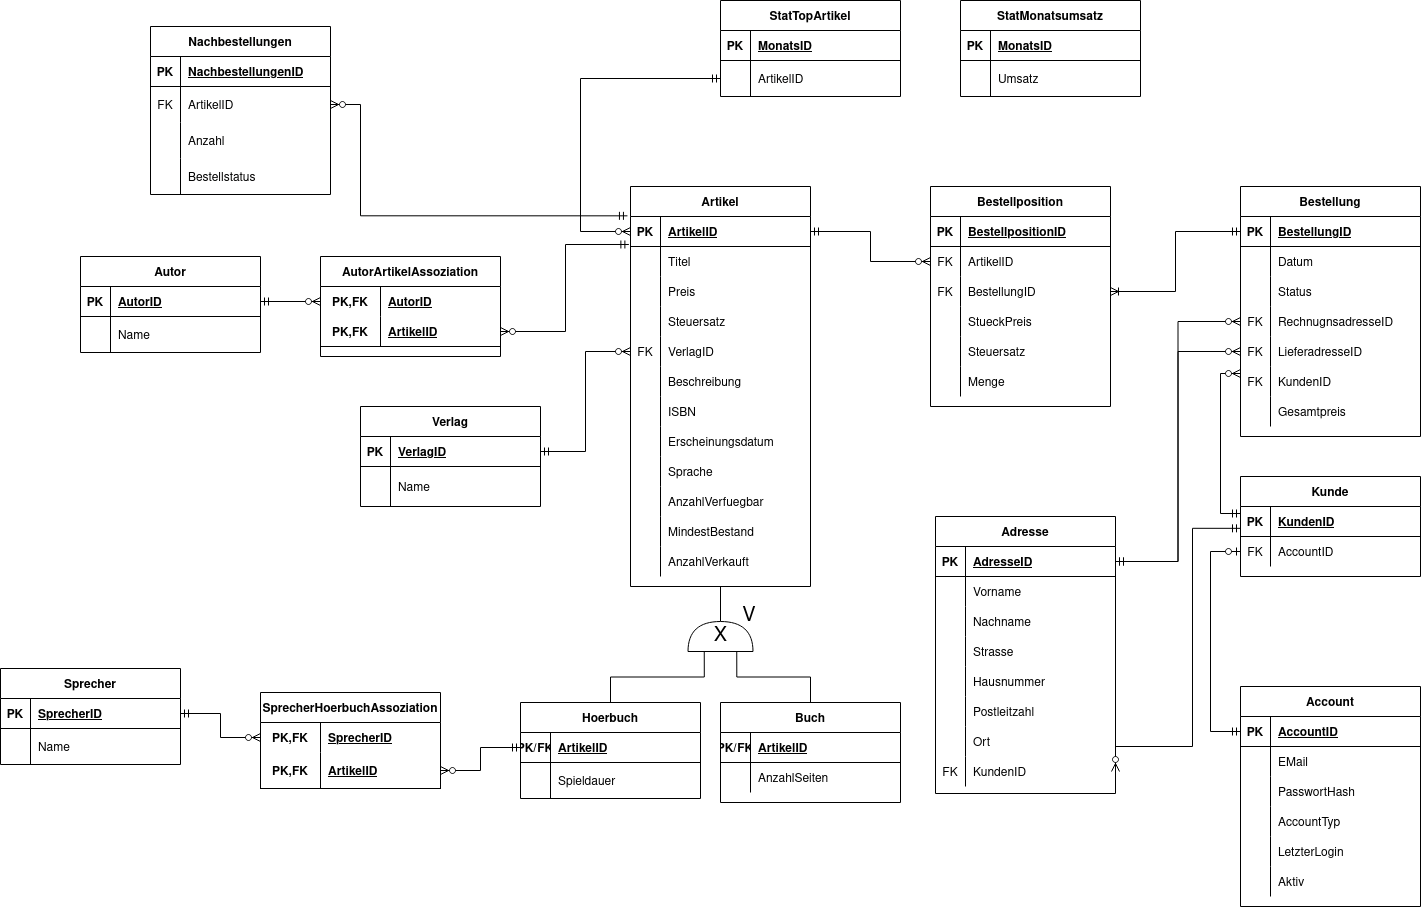 StatTopArtikel
PK MonatsID
ArtikelID
StatMonatsumsatz
PK MonatsID
Umsatz
Nachbestellungen
PK NachbestellungenID
FK ArtikelID
Anzahl
Bestellstatus
Artikel
PK ArtikelID
Titel
Preis
Steuersatz
FK VerlagID
Beschreibung
ISBN
Erscheinungsdatum
Sprache
AnzahlVerfuegbar
MindestBestand
AnzahlVerkauft
Bestellposition
PK BestellpositionID
FK ArtikelID
FK BestellungID
StueckPreis
Steuersatz
Menge
Bestellung
PK BestellungID
Datum
Status
FK RechnugnsadresseID
FK LieferadresseID
FK KundenID
Gesamtpreis
Autor
PK AutorID
Name
AutorArtikelAssoziation
PK,FK AutorID
PK,FK ArtikelID
Verlag
PK VerlagID
Name
Kunde
PK KundenID
FK AccountID
Adresse
PK AdresseID
Vorname
Nachname
Strasse
Hausnummer
Postleitzahl
Ort
FK KundenID
X
V
Sprecher
PK SprecherID
Name
SprecherHoerbuchAssoziation
PK,FK SprecherID
PK,FK ArtikelID
Hoerbuch
PK/FK ArtikelID
Spieldauer
Buch
PK/FK ArtikelID
AnzahlSeiten
Account
PK AccountID
EMail
PasswortHash
AccountTyp
LetzterLogin
Aktiv